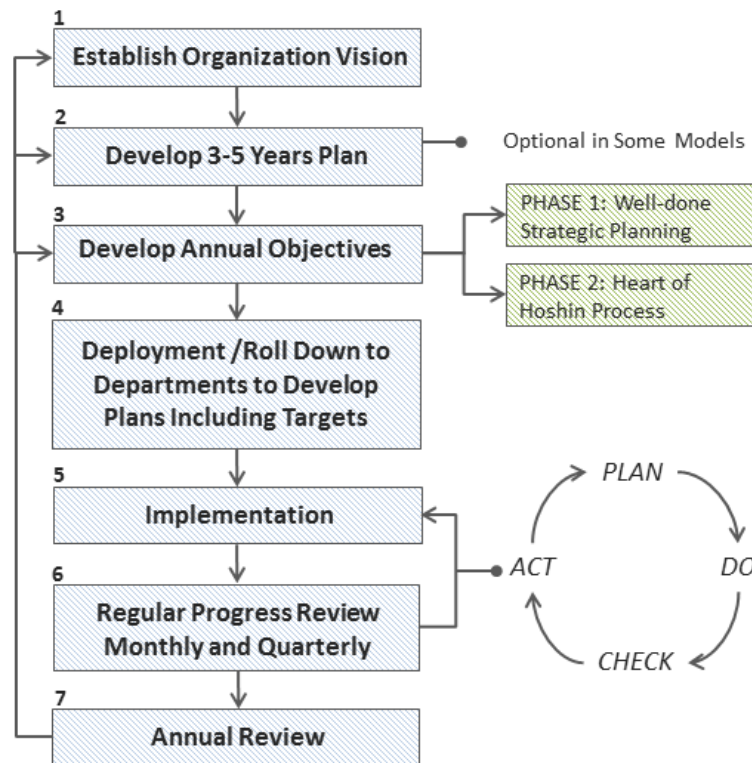 1
Establish Organization Vision
2
Develop 3-5 Years Plan
Optional in Some Models
3
Develop Annual Objectives
PHASE 1: Well-done
Strategic Planning
PHASE 2: Heart of
Hoshin Process
4
Deployment /Roll Down to
Departments to Develop
Plans Including Targets
5
Implementation
6
Regular Progress Review
Monthly and Quarterly
7
Annual Review
PLAN
DO
CHECK
ACT